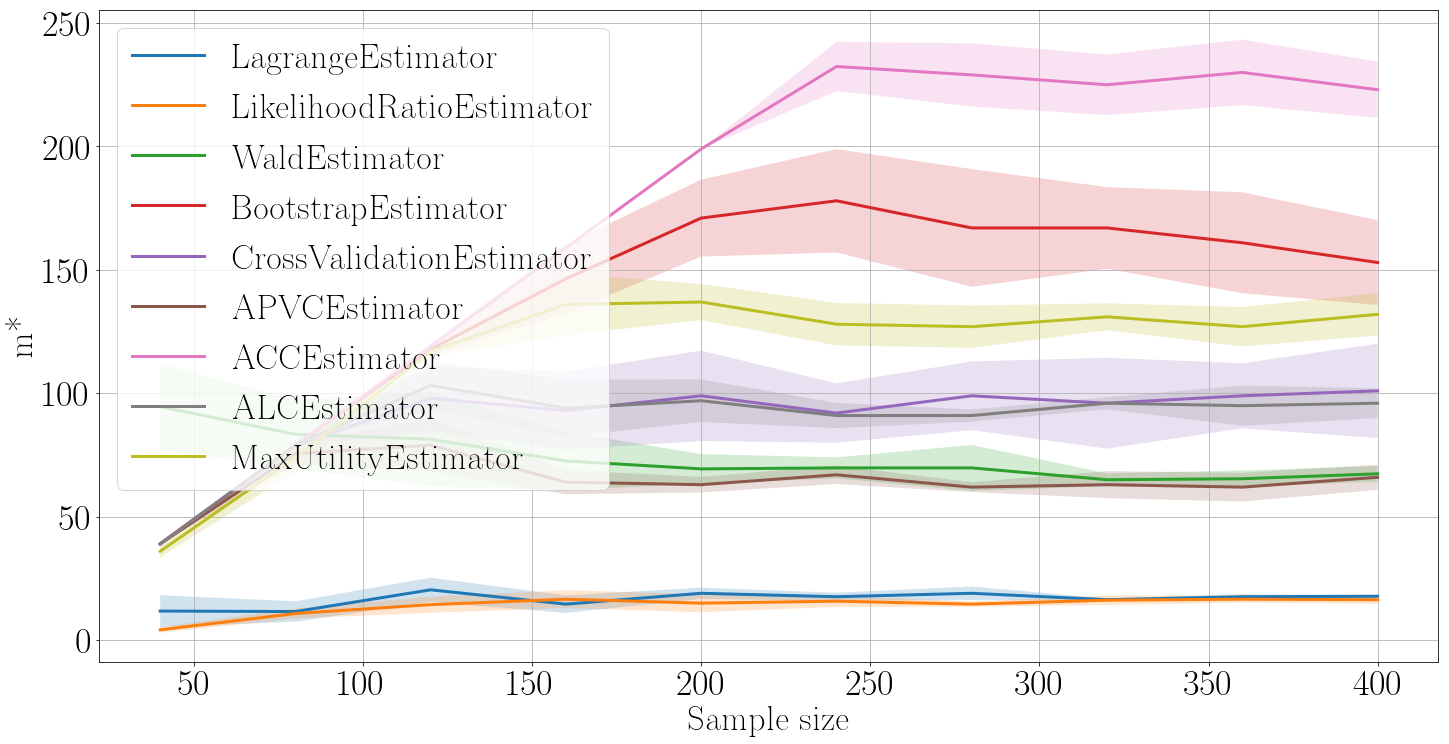 250
200
150
100
50
0
m*
LagrangeEstimator
LikelihoodRatioEstimator
WaldEstimator
BootstrapEstimator
CrossValidationEstimator
APVCEstimator
ACCEstimator
ALCEstimator
MaxUtilityEstimator
50 100 150 200 250 300 350 400
Sample size